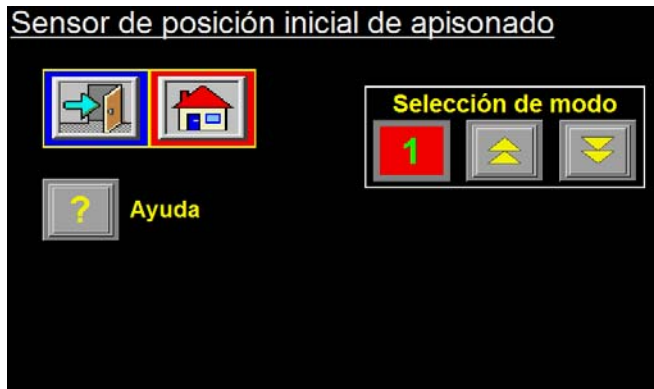 Sensor de posición inicial de apisonado
Selección de modo
1
? Ayuda